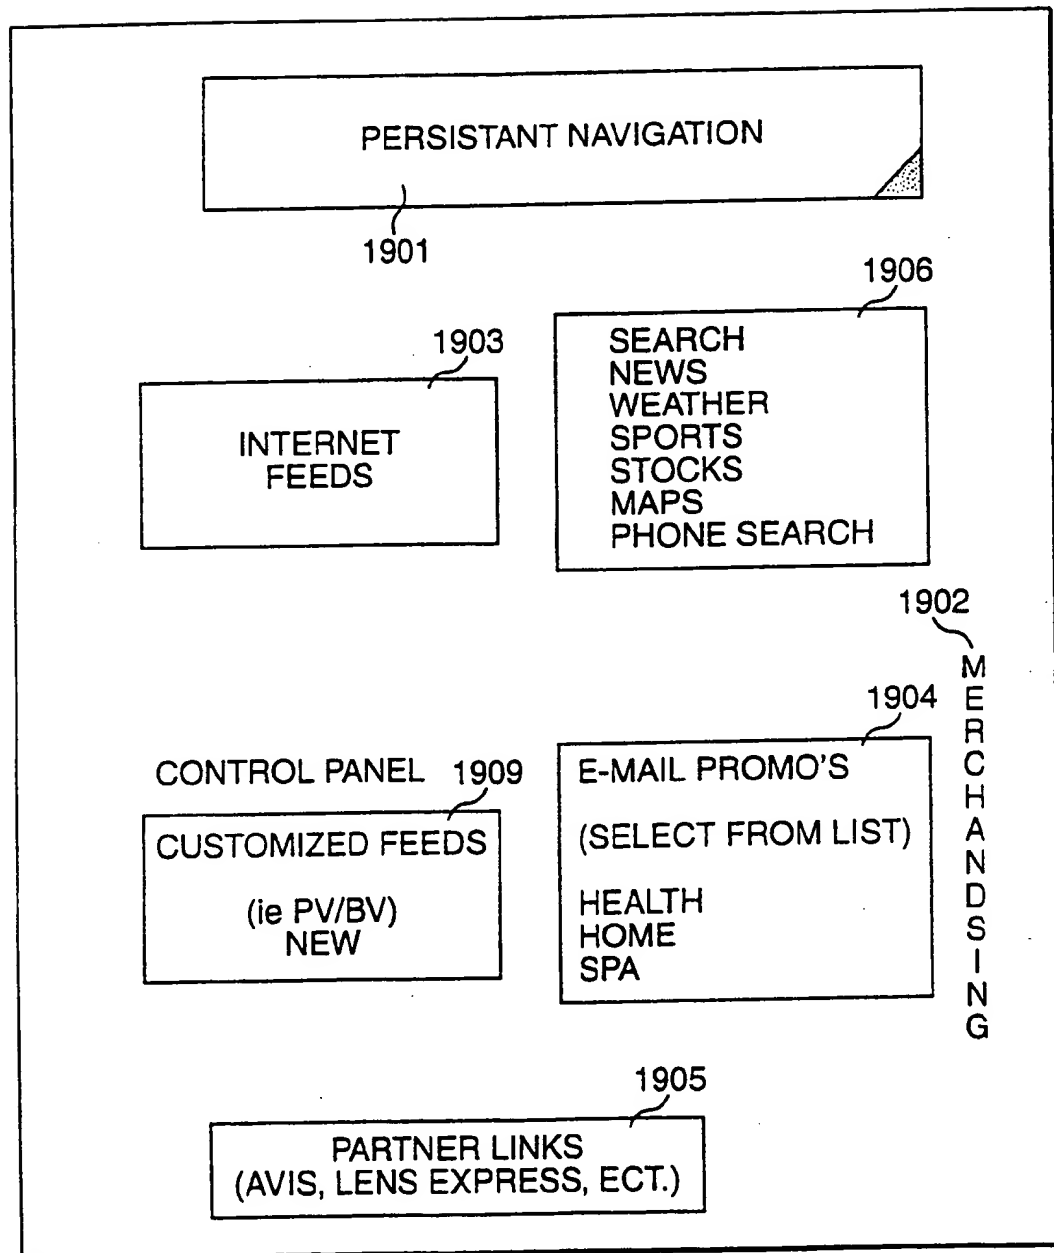 PERSISTANT NAVIGATION
1901
1906
SEARCH
NEWS
WEATHER
SPORTS
STOCKS
MAPS
PHONE SEARCH
1903
INTERNET
FEEDS
1902
MERCHANDSING
1904
E-MAIL PROMO'S
(SELECT FROM LIST)
HEALTH
HOME
SPA
CONTROL PANEL 1909
CUSTOMIZED FEEDS
(ie PV/BV)
NEW
1905
PARTNER LINKS
(AVIS, LENS EXPRESS, ECT.)